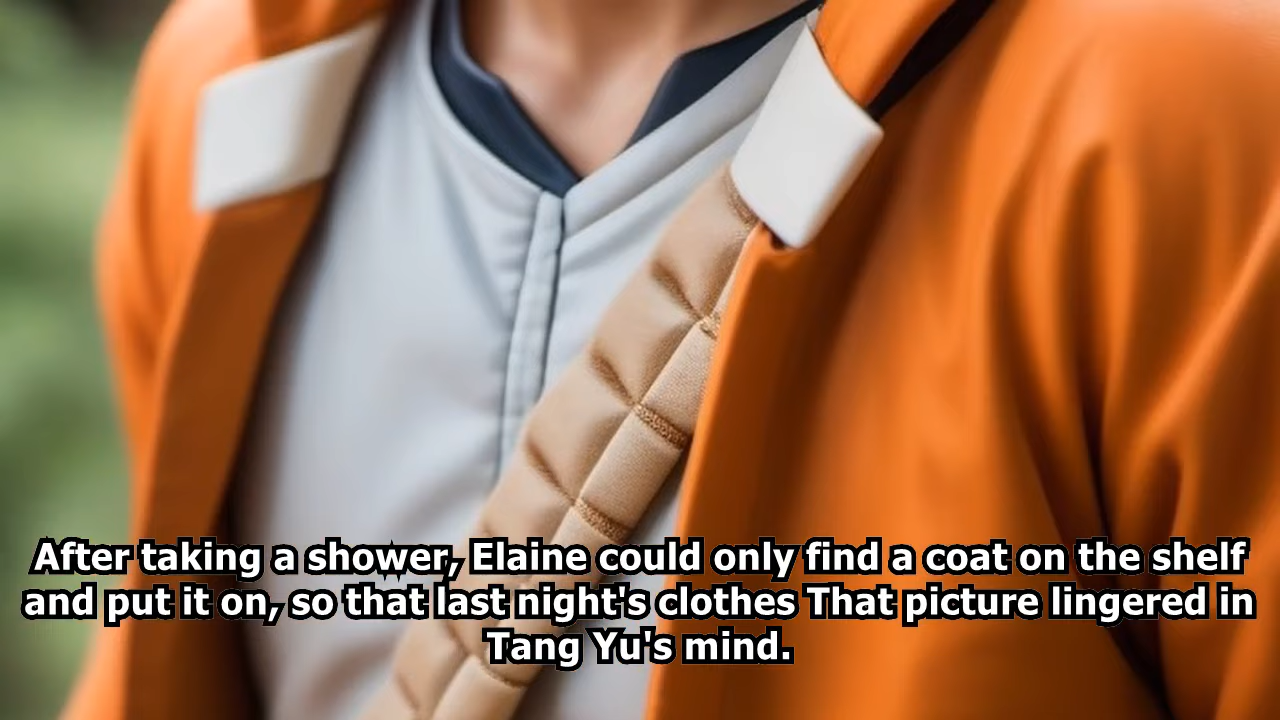 After taking a shower, Elaine could only find a coat on the shelf
and put it on, so that last night's clothes That picture lingered in
Tang Yu's mind.